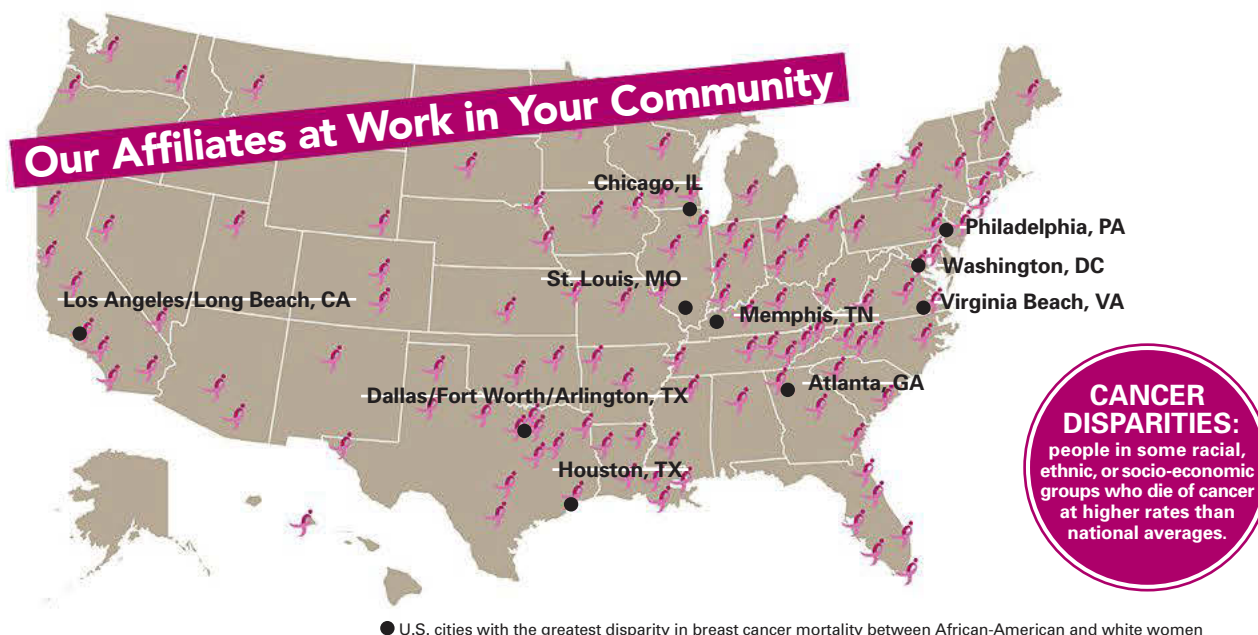 Our Affiliates at Work in Your Community
Chicago, IL
Philadelphia, PA
Washington, DC
St. Louis, MO
Los Angeles/Long Beach, CA
Virginia Beach, VA
Memphis, TN
Dallas/Fort Worth/Arlington, TX
Atlanta, GA
Houston, TX
CANCER
DISPARITIES:
people in some racial,
ethnic, or socio-economic
groups who die of cancer
at higher rates than
national averages.
U.S. cities with the greatest disparity in breast cancer mortality between African-American and white women